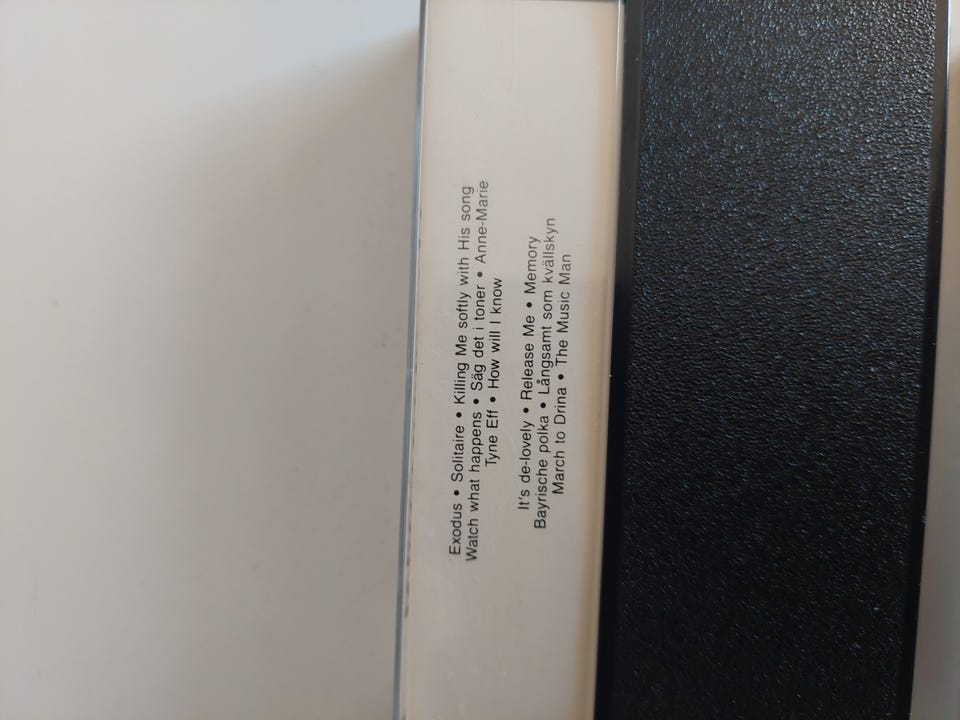 Exodus • Solitaire • Killing Me softly with His song
Watch what happens • Säg det i toner • Anne-Marie
Tyne Eff • How will I know
It's de-lovely • Release Me • Memory
Bayrische polka • Långsamt som kvällskyn
March to Drina • The Music Man